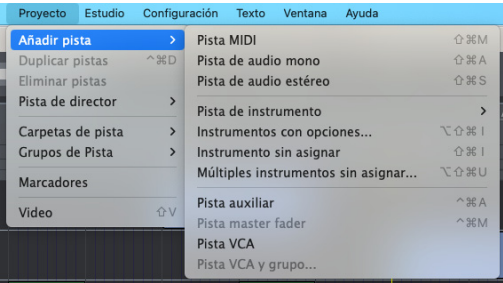 Proyecto Estudio Configuración Texto Ventana Ayuda
Añadir pista >
Duplicar pistas ^⌘D
Eliminar pistas
Pista de director >
Carpetas de pista >
Grupos de Pista >
Marcadores
Video ⇧V
Pista MIDI ⇧⌘M
Pista de audio mono ⇧⌘A
Pista de audio estéreo ⇧⌘S
Pista de instrumento >
Instrumentos con opciones... ⌥⇧⌘I
Instrumento sin asignar ⇧⌘I
Múltiples instrumentos sin asignar... ⌥⇧⌘U
Pista auxiliar ^⌘A
Pista master fader ^⌘M
Pista VCA
Pista VCA y grupo...